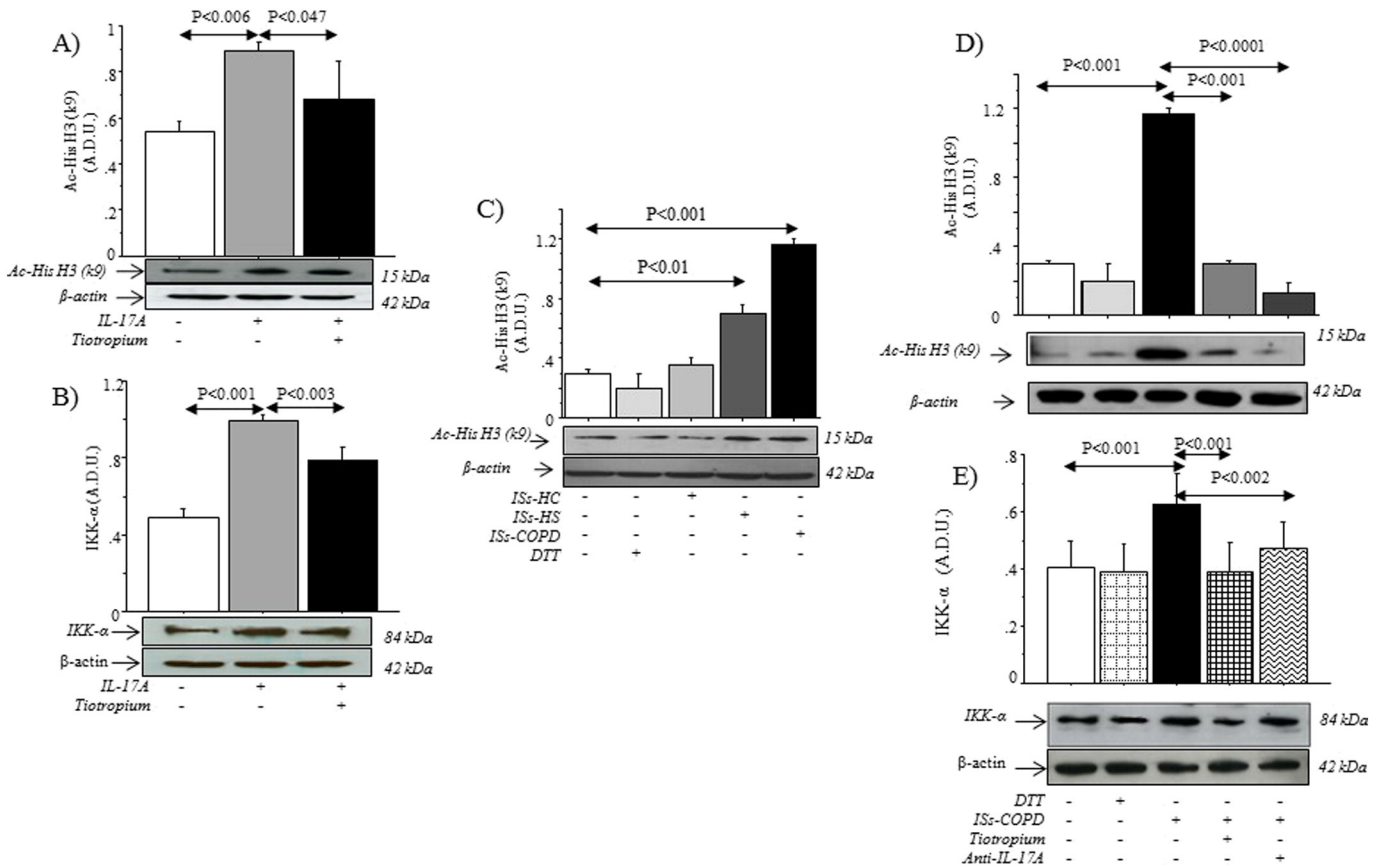 A)
P<0.006 P<0.047
1
.8
.6
.4
.2
0
Ac-His H3 (k9)
(A.D.U.)
Ac-His H3 (k9) 15 kDa
β-actin 42 kDa
IL-17A - + +
Tiotropium - - +
B)
P<0.001 P<0.003
1.2
.8
.4
0
IKK-α (A.D.U.)
IKK-α 84 kDa
β-actin 42 kDa
IL-17A - + +
Tiotropium - - +
C)
P<0.001
P<0.01
1.2
.8
.4
0
Ac-His H3 (k9)
(A.D.U.)
Ac-His H3 (k9) 15 kDa
β-actin 42 kDa
ISs-HC - - + - -
ISs-HS - - - + -
ISs-COPD - - - - +
DTT - + - - -
D)
P<0.0001
P<0.001 P<0.001
1.2
.8
.4
0
Ac-His H3 (k9)
(A.D.U.)
Ac-His H3 (k9) 15 kDa
β-actin 42 kDa
E)
P<0.001 P<0.001
P<0.002
.8
.6
.4
.2
0
IKK-α (A.D.U.)
IKK-α 84 kDa
β-actin 42 kDa
DTT - + - - -
ISs-COPD - - + + +
Tiotropium - - - + -
Anti-IL-17A - - - - +